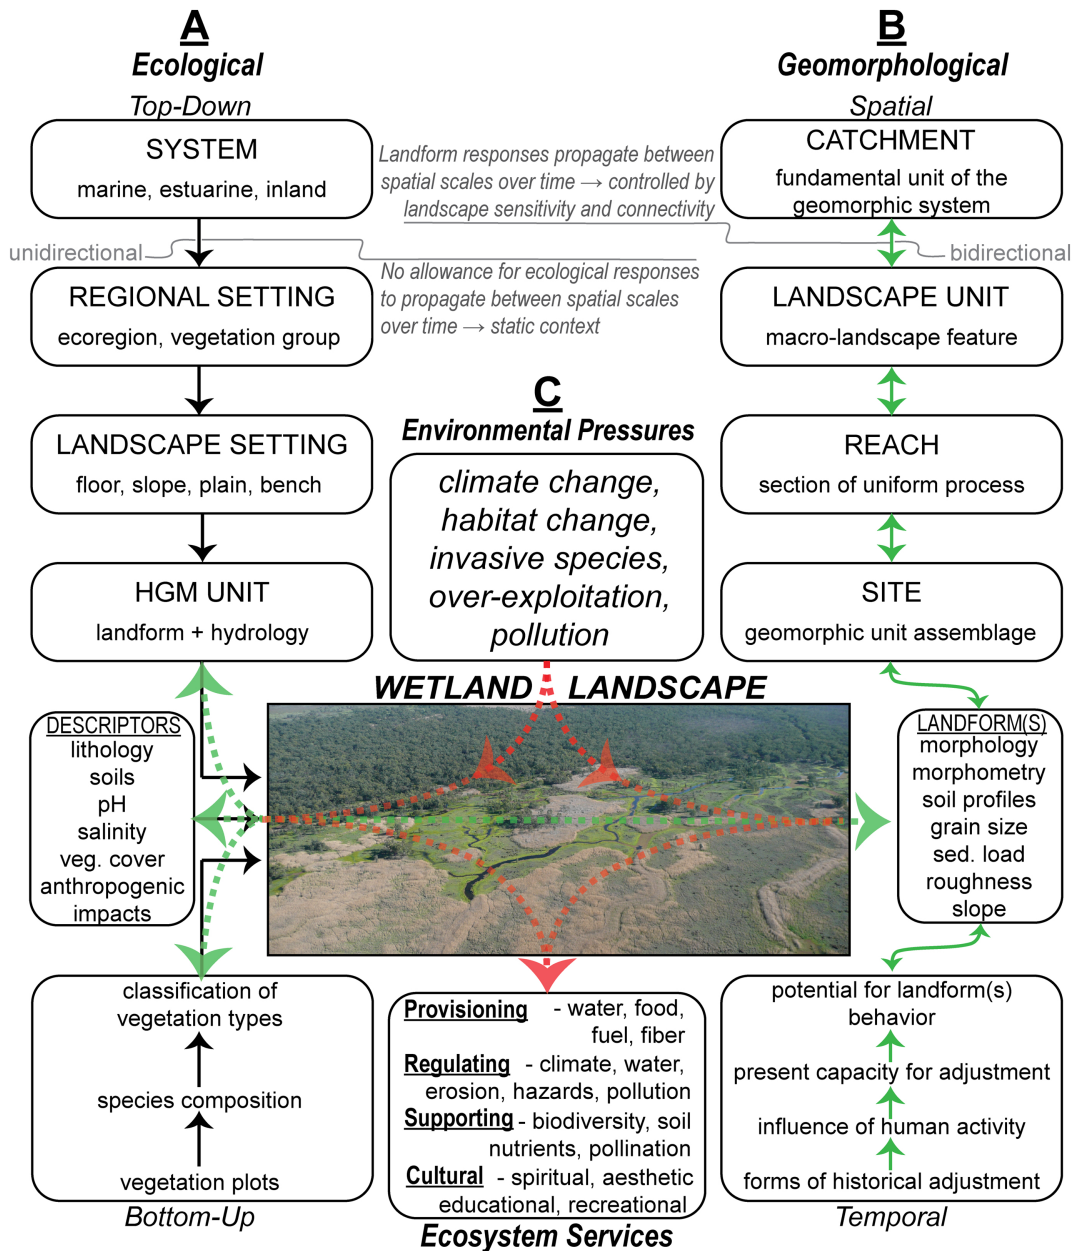 A
Ecological
Top-Down
SYSTEM
marine, estuarine, inland
unidirectional
REGIONAL SETTING
ecoregion, vegetation group
LANDSCAPE SETTING
floor, slope, plain, bench
HGM UNIT
landform + hydrology
DESCRIPTORS
lithology
soils
pH
salinity
veg. cover
anthropogenic
impacts
classification of
vegetation types
species composition
vegetation plots
Bottom-Up
Landform responses propagate between
spatial scales over time → controlled by
landscape sensitivity and connectivity
No allowance for ecological responses
to propagate between spatial scales
over time → static context
C
Environmental Pressures
climate change,
habitat change,
invasive species,
over-exploitation,
pollution
WETLAND LANDSCAPE
Provisioning - water, food,
fuel, fiber
Regulating - climate, water,
erosion, hazards, pollution
Supporting - biodiversity, soil
nutrients, pollination
Cultural - spiritual, aesthetic
educational, recreational
Ecosystem Services
B
Geomorphological
Spatial
CATCHMENT
fundamental unit of the
geomorphic system
bidirectional
LANDSCAPE UNIT
macro-landscape feature
REACH
section of uniform process
SITE
geomorphic unit assemblage
LANDFORM(S)
morphology
morphometry
soil profiles
grain size
sed. load
roughness
slope
potential for landform(s)
behavior
present capacity for adjustment
influence of human activity
forms of historical adjustment
Temporal